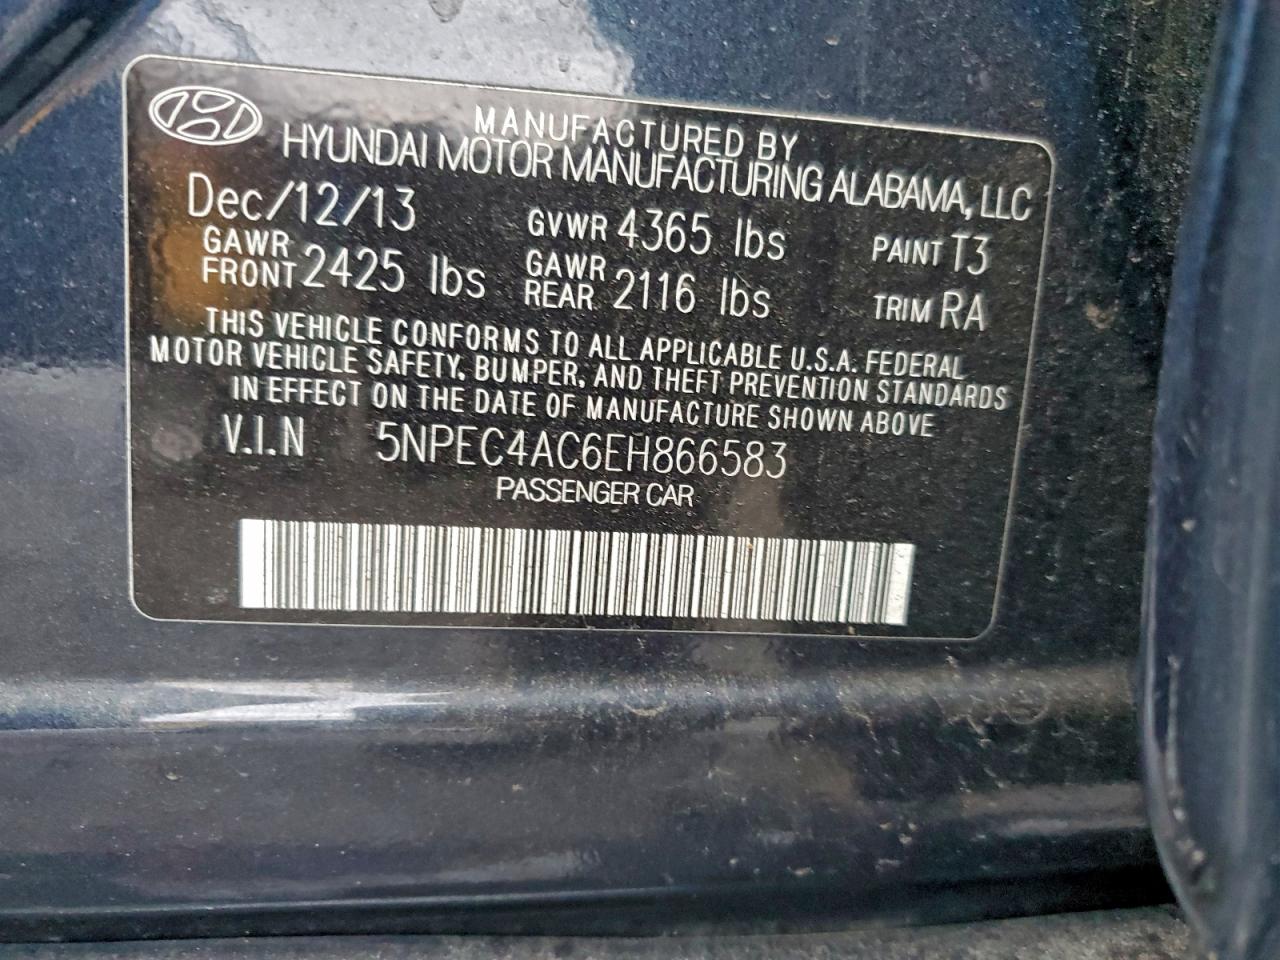 MANUFACTURED BY
HYUNDAI MOTOR MANUFACTURING ALABAMA, LLC
Dec/12/13 GVWR 4365 lbs PAINT T3
GAWR FRONT 2425 lbs GAWR REAR 2116 lbs TRIM RA
THIS VEHICLE CONFORMS TO ALL APPLICABLE U.S.A. FEDERAL
MOTOR VEHICLE SAFETY, BUMPER, AND THEFT PREVENTION STANDARDS
IN EFFECT ON THE DATE OF MANUFACTURE SHOWN ABOVE
V.I.N 5NPEC4AC6EH866583
PASSENGER CAR